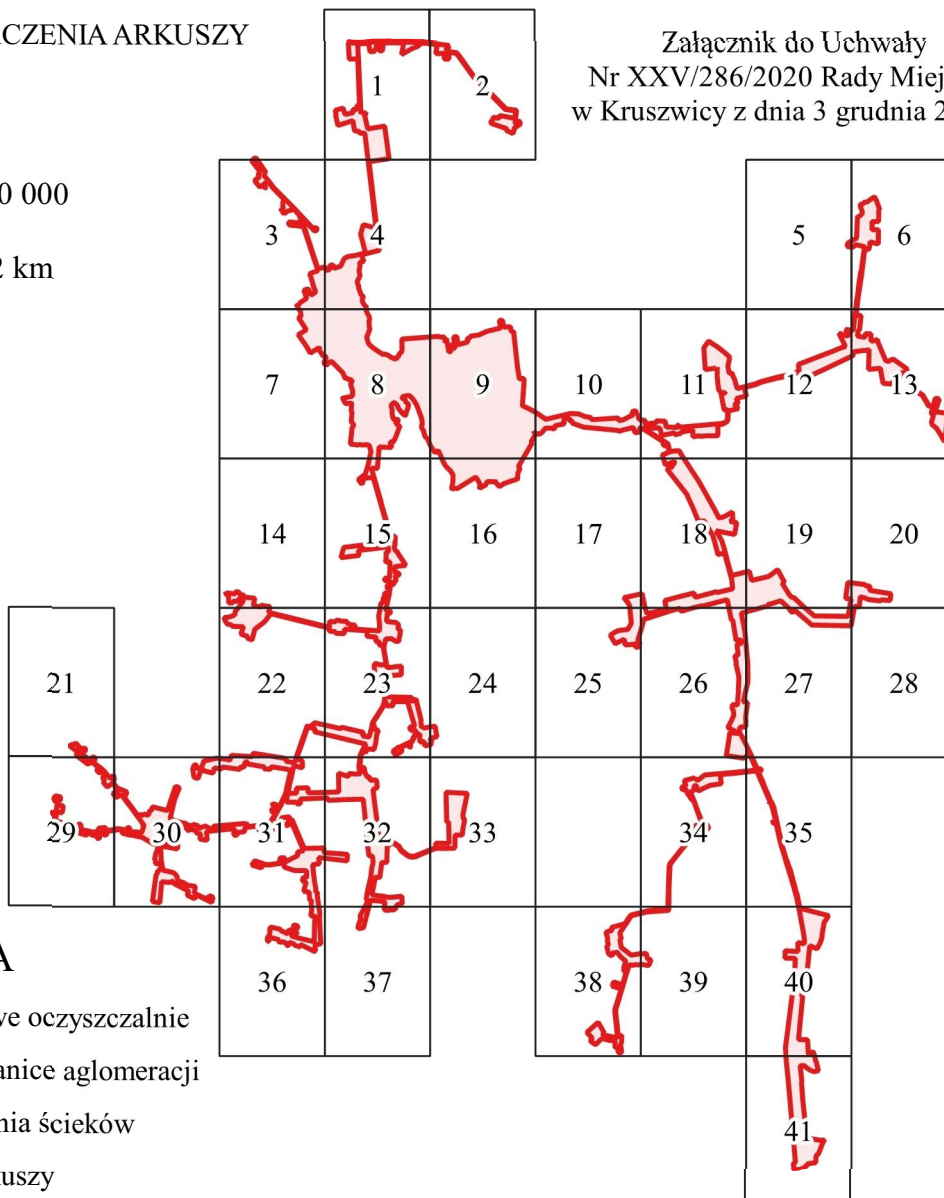 CZENIA ARKUSZY
Załącznik do Uchwały
Nr XXV/286/2020 Rady Miej
w Kruszwicy z dnia 3 grudnia 2
0 000
2 km
1 2
3 4 5 6
7 8 9 10 11 12 13
14 15 16 17 18 19 20
21 22 23 24 25 26 27 28
29 30 31 32 33 34 35
36 37 38 39 40
41
A
we oczyszczalnie
anice aglomeracji
nia ścieków
kuszy